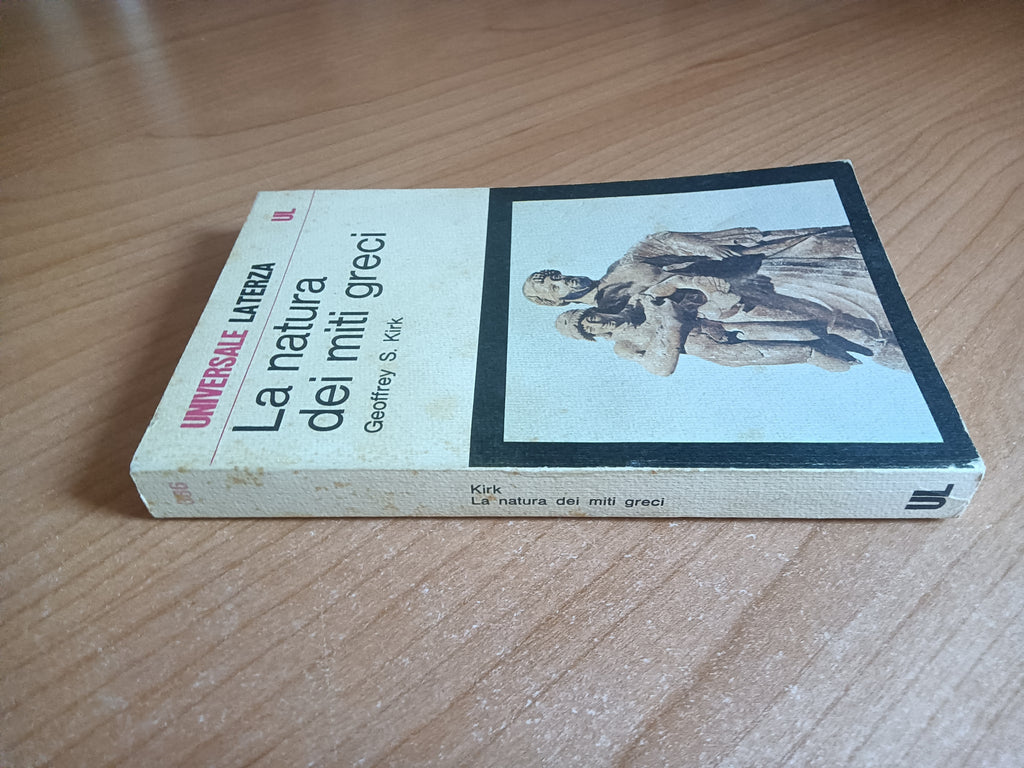 UNIVERSALE LATERZA UL
La natura
dei miti greci
Geoffrey S. Kirk
Kirk
La natura dei miti greci
UL